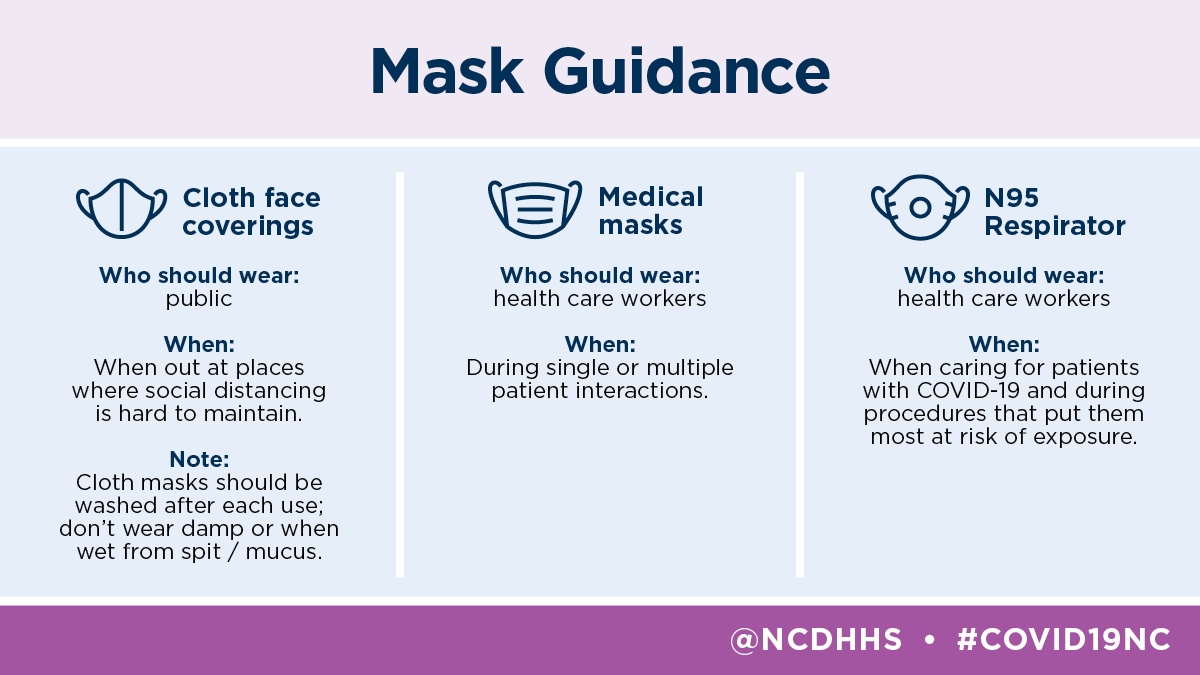 Mask Guidance
Cloth face
coverings
Who should wear:
public
When:
When out at places
where social distancing
is hard to maintain.
Note:
Cloth masks should be
washed after each use;
don’t wear damp or when
wet from spit / mucus.
Medical
masks
Who should wear:
health care workers
When:
During single or multiple
patient interactions.
N95
Respirator
Who should wear:
health care workers
When:
When caring for patients
with COVID-19 and during
procedures that put them
most at risk of exposure.
@NCDHHS • #COVID19NC